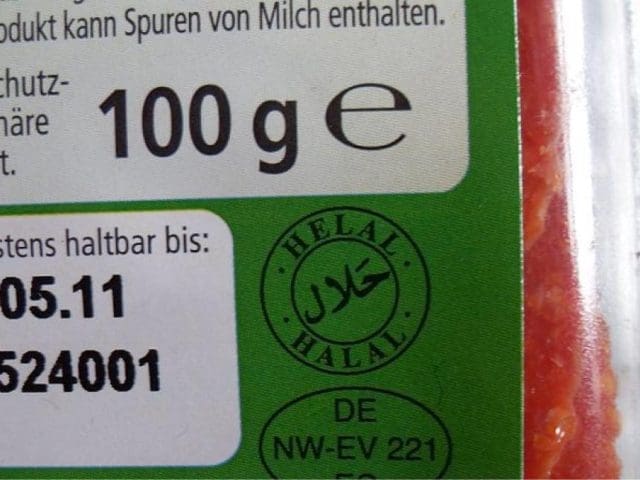 odukt kann Spuren von Milch enthalten.
chutz-
häre
t.
100 g e
stens haltbar bis:
05.11
524001
HELAL
حلال
HALAL
DE
NW-EV 221